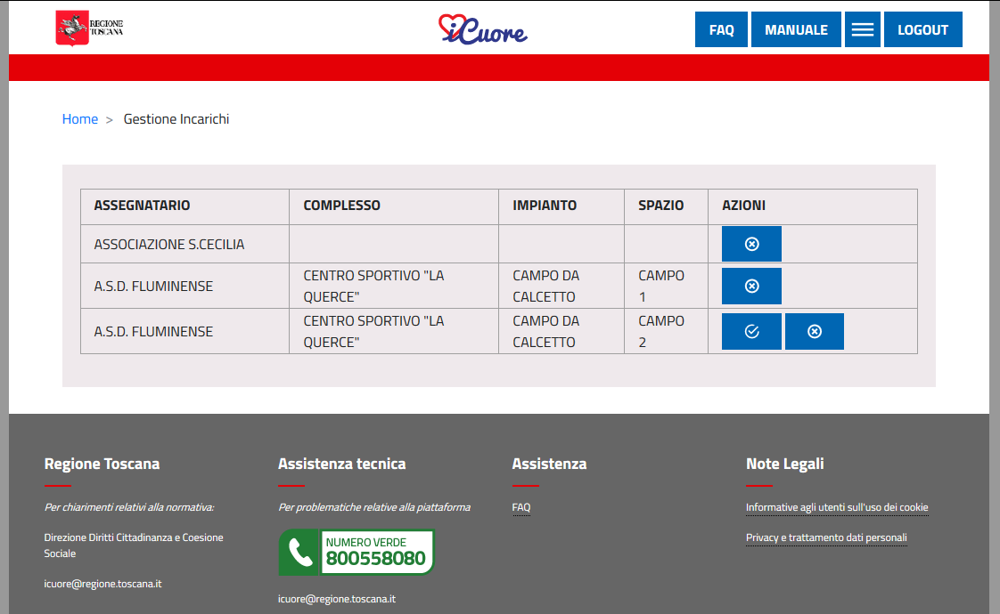 REGIONE
TOSCANA
iCuore
FAQ
MANUALE
LOGOUT
Home > Gestione Incarichi
ASSEGNATARIO COMPLESSO IMPIANTO SPAZIO AZIONI
ASSOCIAZIONE S.CECILIA
A.S.D. FLUMINENSE
CENTRO SPORTIVO "LA
QUERCE"
CAMPO DA
CALCETTO
CAMPO
1
A.S.D. FLUMINENSE
CENTRO SPORTIVO "LA
QUERCE"
CAMPO DA
CALCETTO
CAMPO
2
Regione Toscana
Per chiarimenti relativi alla normativa:
Direzione Diritti Cittadinanza e Coesione
Sociale
icuore@regione.toscana.it
Assistenza tecnica
Per problematiche relative alla piattaforma
NUMERO VERDE
800558080
icuore@regione.toscana.it
Assistenza
FAQ
Note Legali
Informative agli utenti sull'uso dei cookie
Privacy e trattamento dati personali